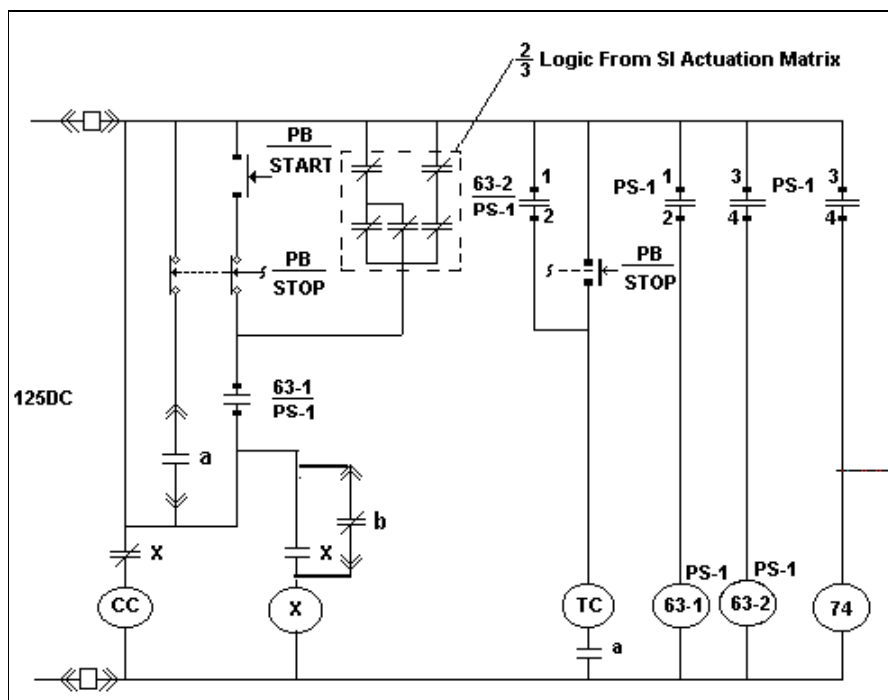 2/3 Logic From SI Actuation Matrix
PB
START
63-2
PS-1
1
2
PS-1
1
2
3
4
PS-1
3
4
PB
STOP
PB
STOP
125DC
63-1
PS-1
a
b
X
X
CC
X
TC
PS-1
63-1
PS-1
63-2
74
a